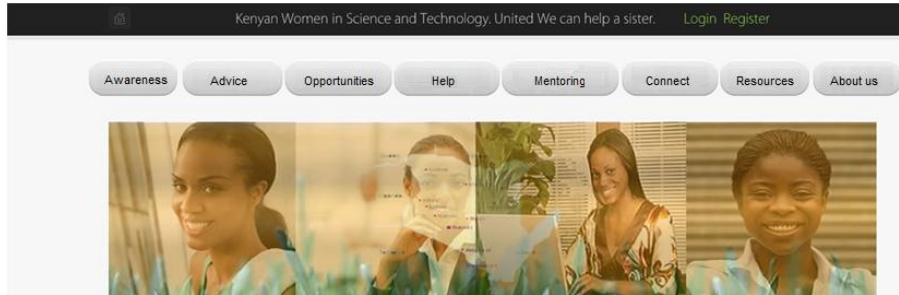 Kenyan Women in Science and Technology. United We can help a sister. Login Register
Awareness Advice Opportunities Help Mentoring Connect Resources About us